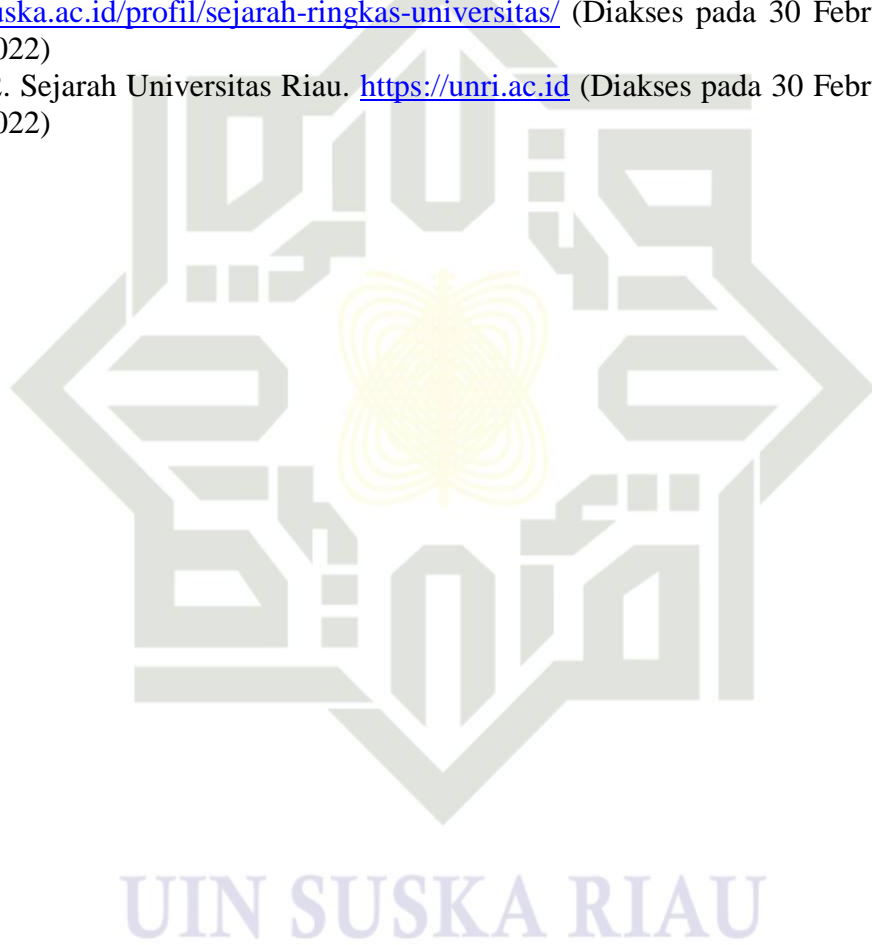 uska.ac.id/profil/sejarah-ringkas-universitas/ (Diakses pada 30 Febr
022)
. Sejarah Universitas Riau. https://unri.ac.id (Diakses pada 30 Febr
022)
UIN SUSKA RIAU